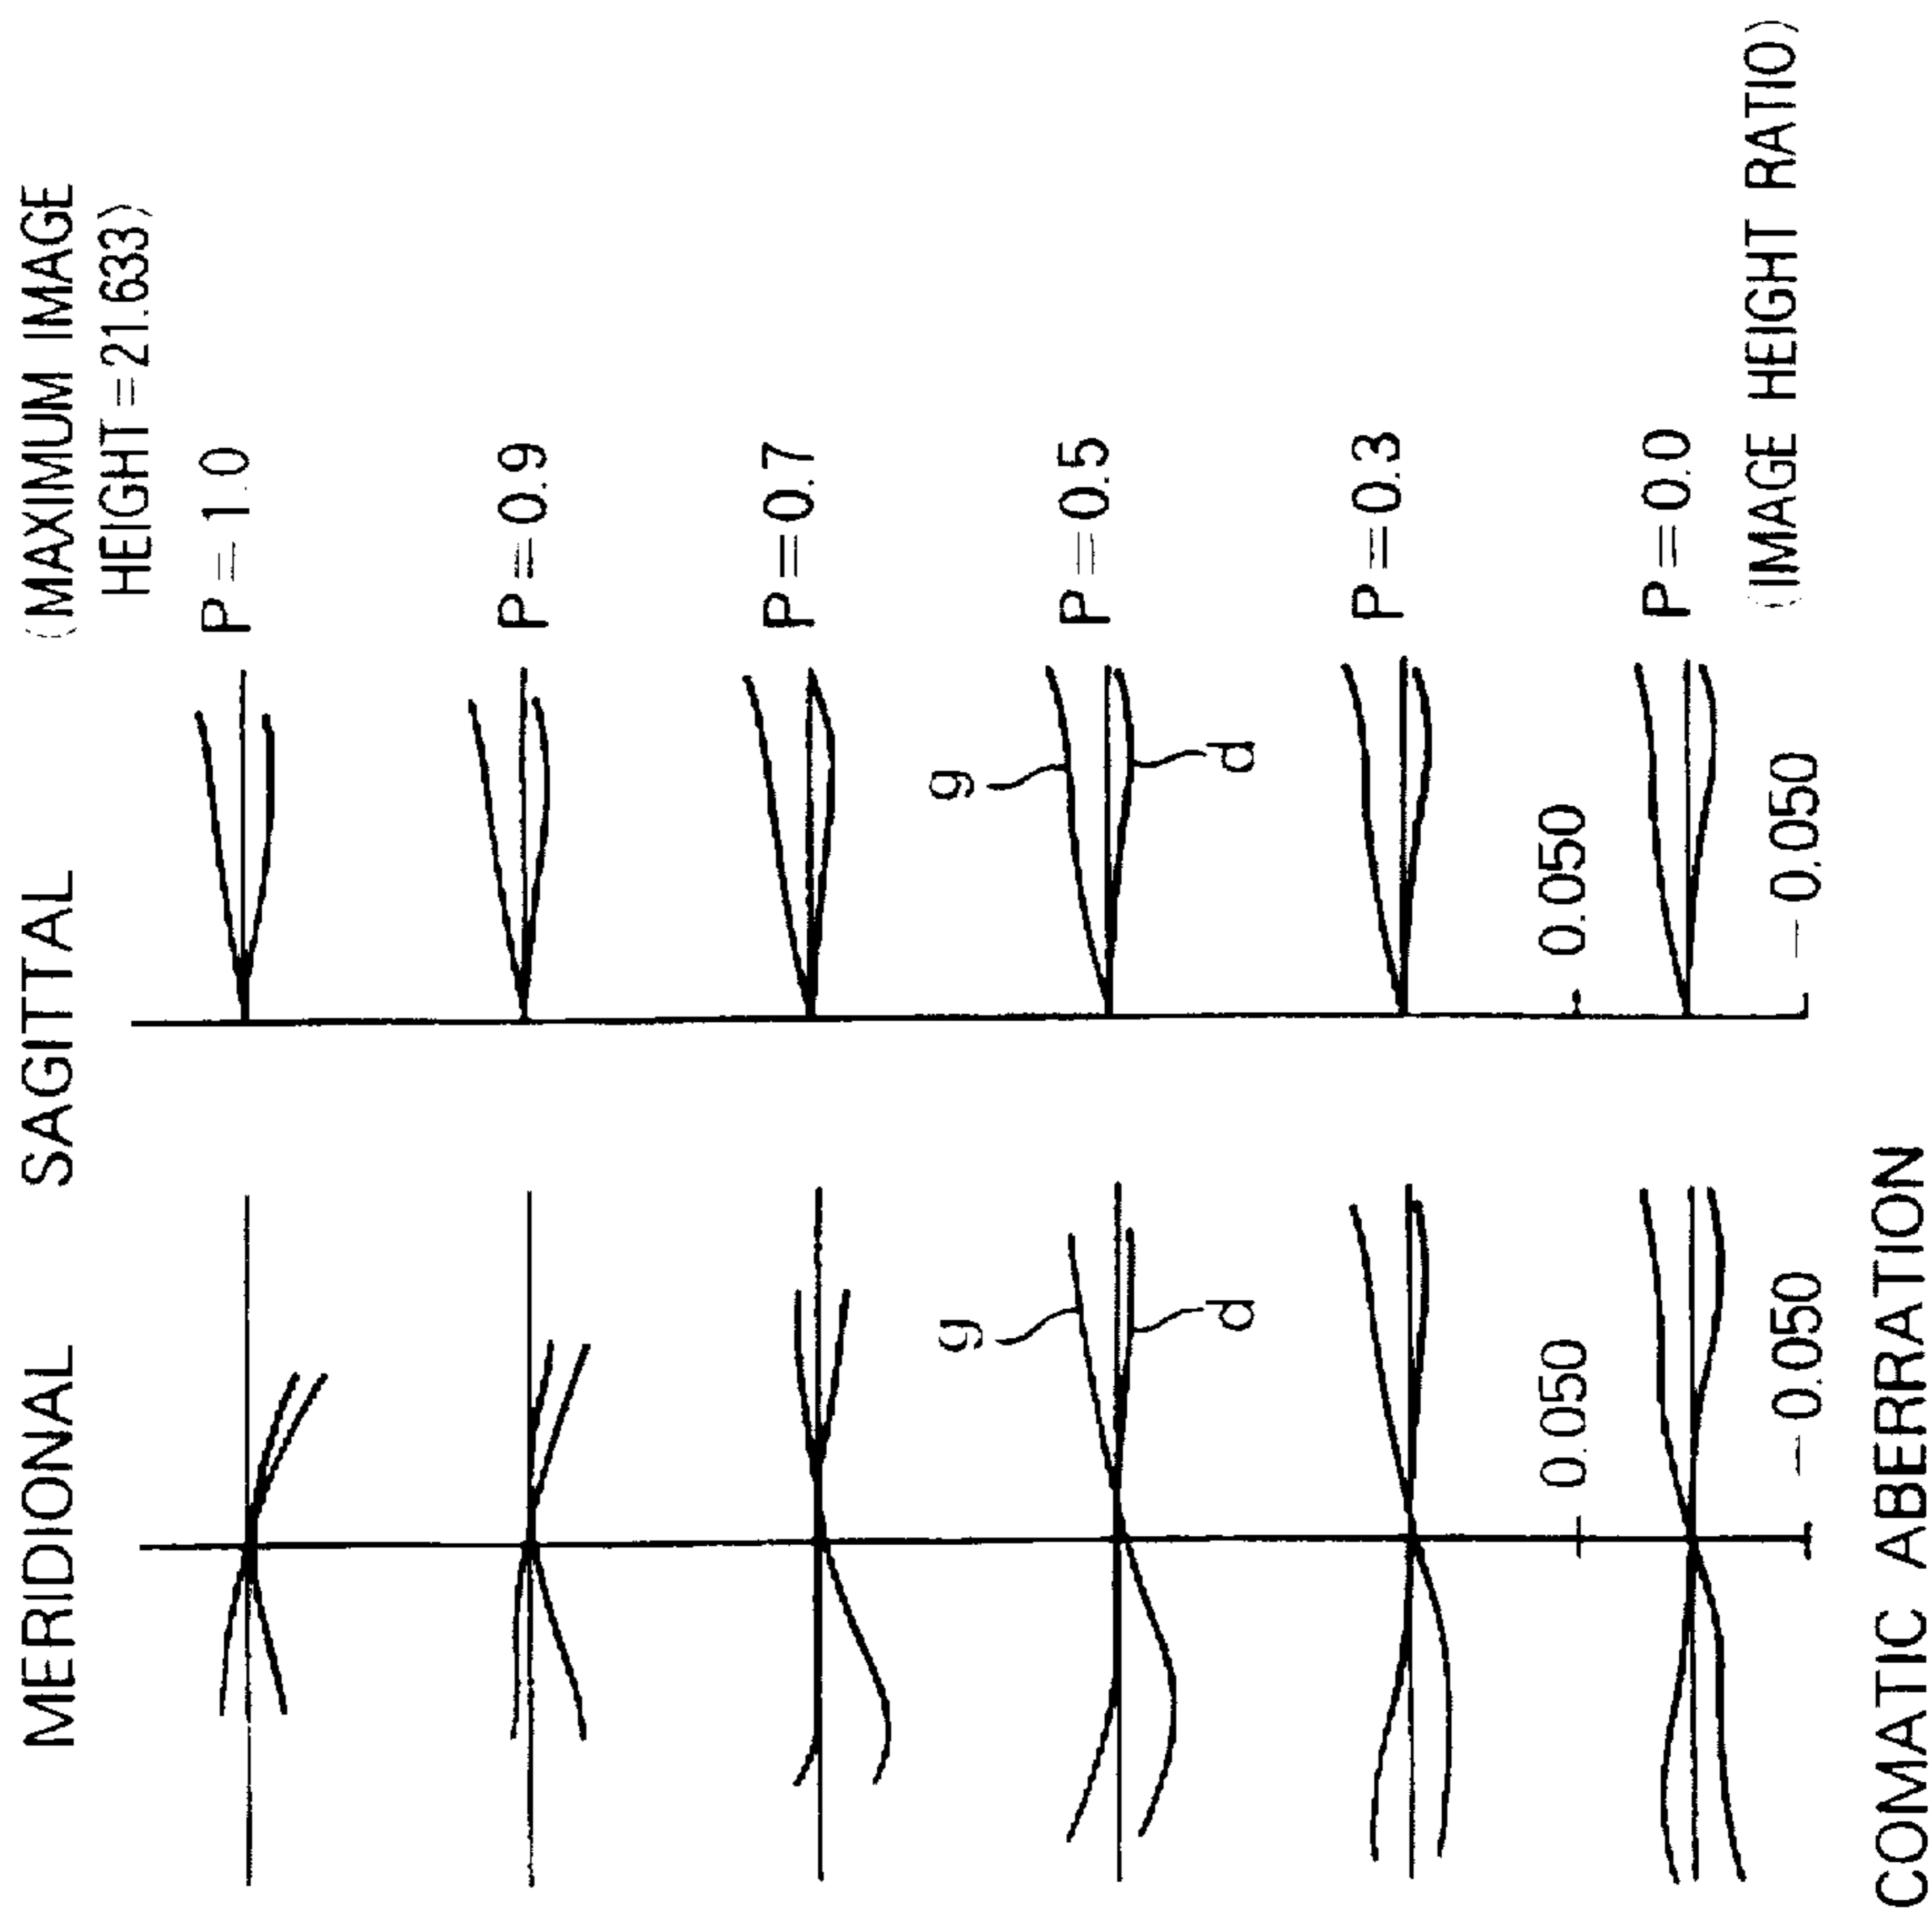 MERIDIONAL
SAGITTAL
(MAXIMUM IMAGE
HEIGHT=21.633)
P=1.0
P=0.9
P=0.7
g
g
d
d
P=0.5
P=0.3
0.050
0.050
P=0.0
-0.050
-0.050
(IMAGE HEIGHT RATIO)
COMATIC ABERRATION